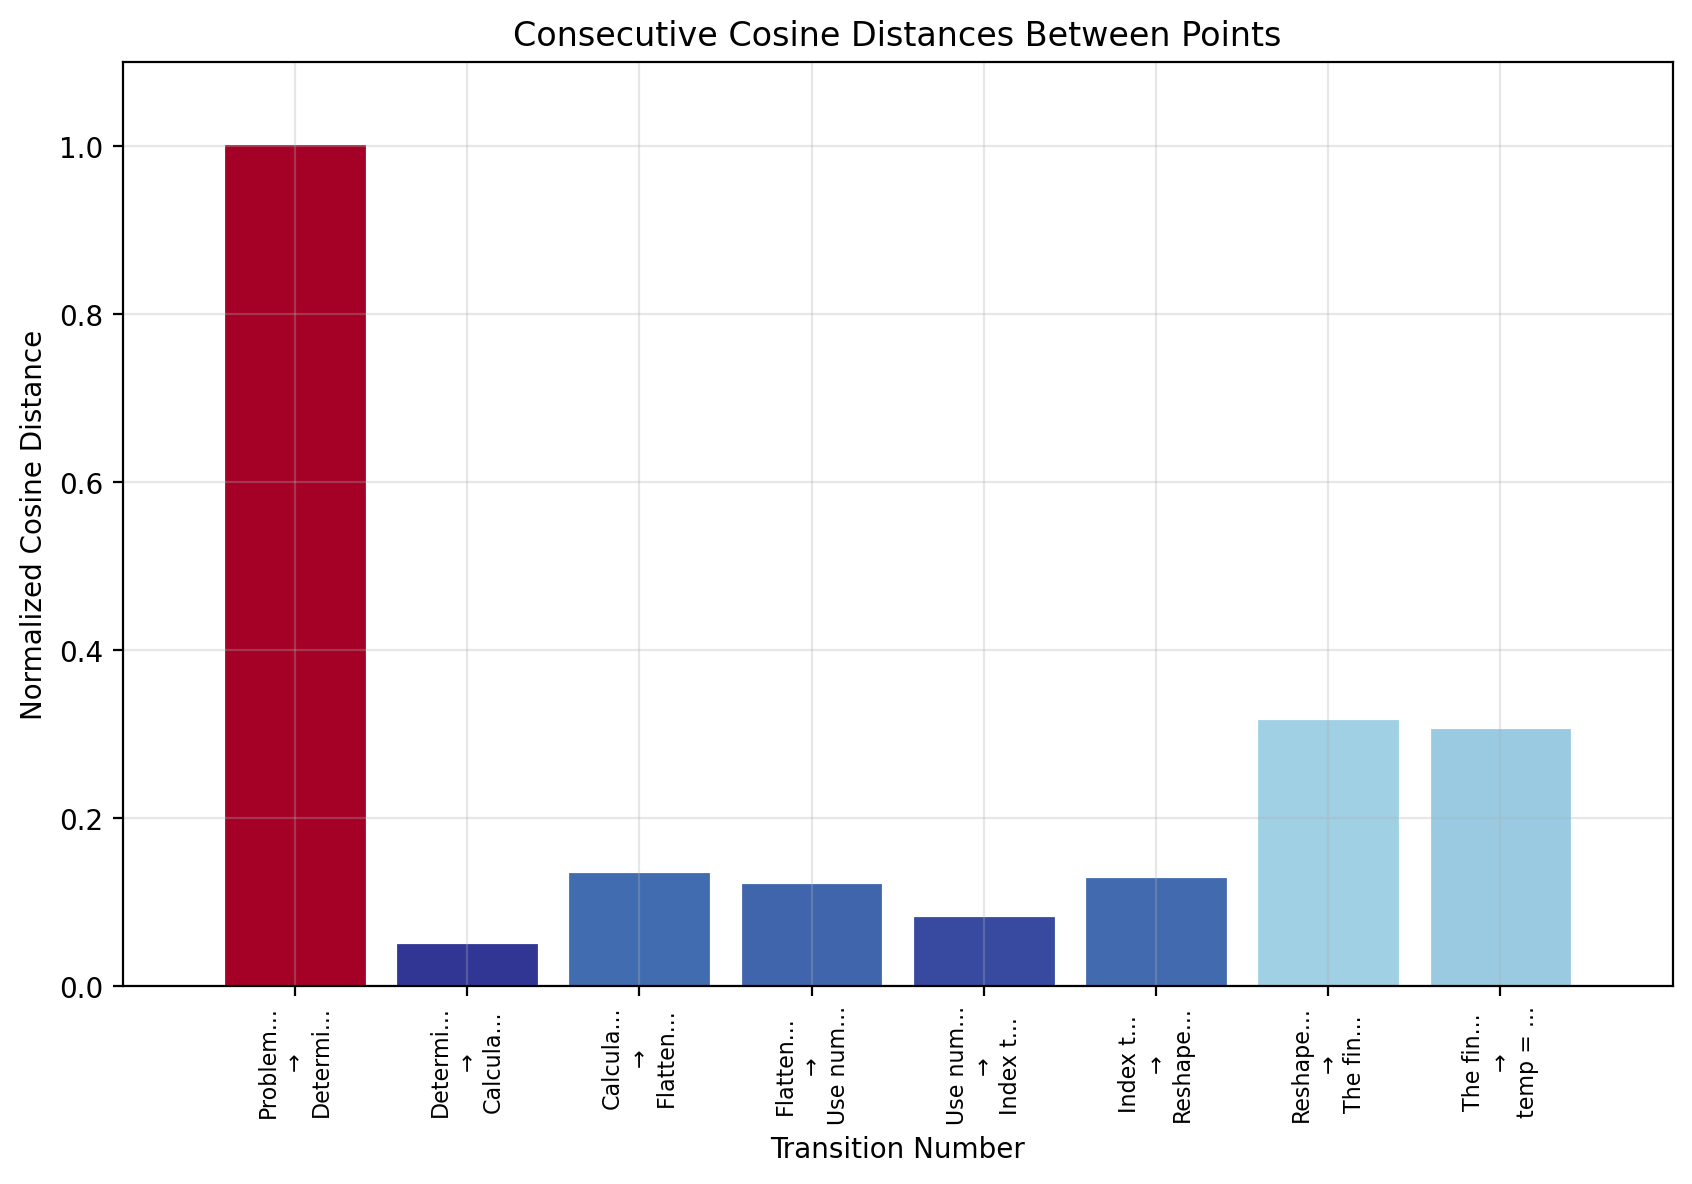 Consecutive Cosine Distances Between Points
Normalized Cosine Distance
1.0
0.8
0.6
0.4
0.2
0.0
Problem...
→
Determi...
Determi...
→
Calcula...
Calcula...
→
Flatten...
Flatten...
→
Use num...
Use num...
→
Index t...
Index t...
→
Reshape...
Reshape...
→
The fin...
The fin...
→
temp = ...
Transition Number